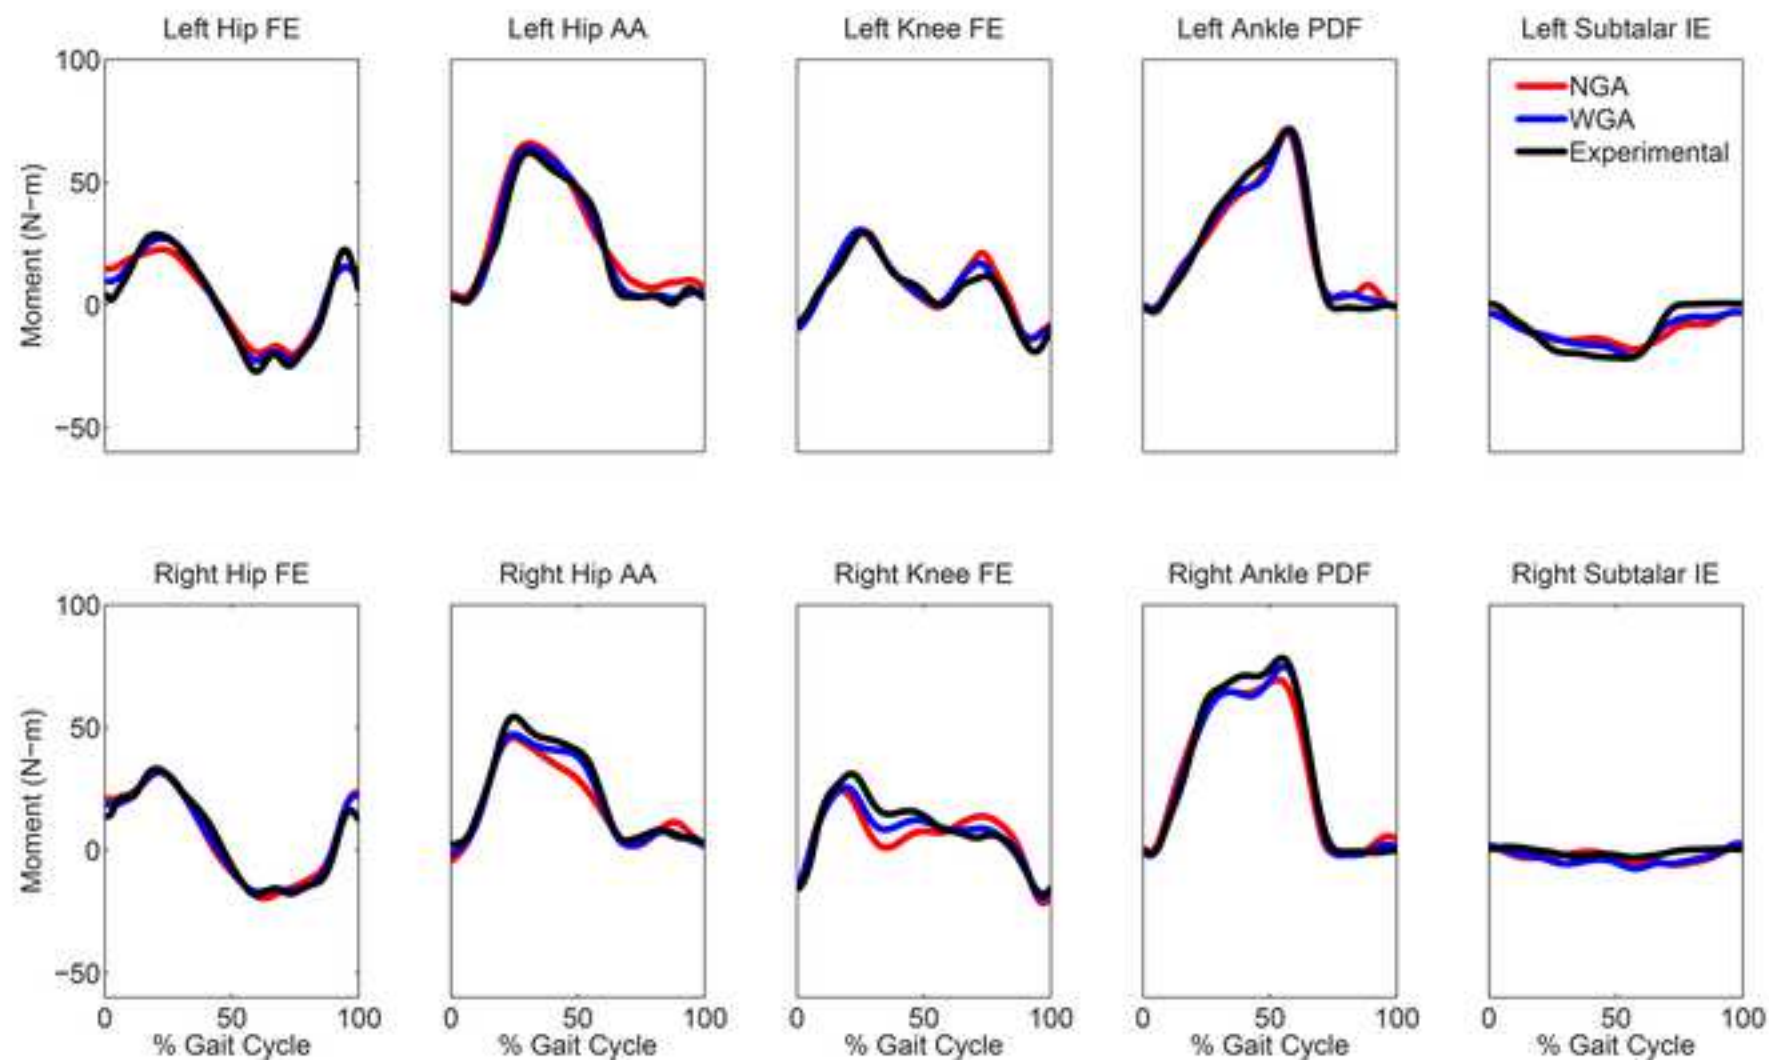 Left Hip FE
Left Hip AA
Left Knee FE
Left Ankle PDF
Left Subtalar IE
100
50
0
−50
Moment (N−m)
NGA
WGA
Experimental
Right Hip FE
Right Hip AA
Right Knee FE
Right Ankle PDF
Right Subtalar IE
100
50
0
−50
Moment (N−m)
0 50 100
0 50 100
0 50 100
0 50 100
0 50 100
% Gait Cycle
% Gait Cycle
% Gait Cycle
% Gait Cycle
% Gait Cycle